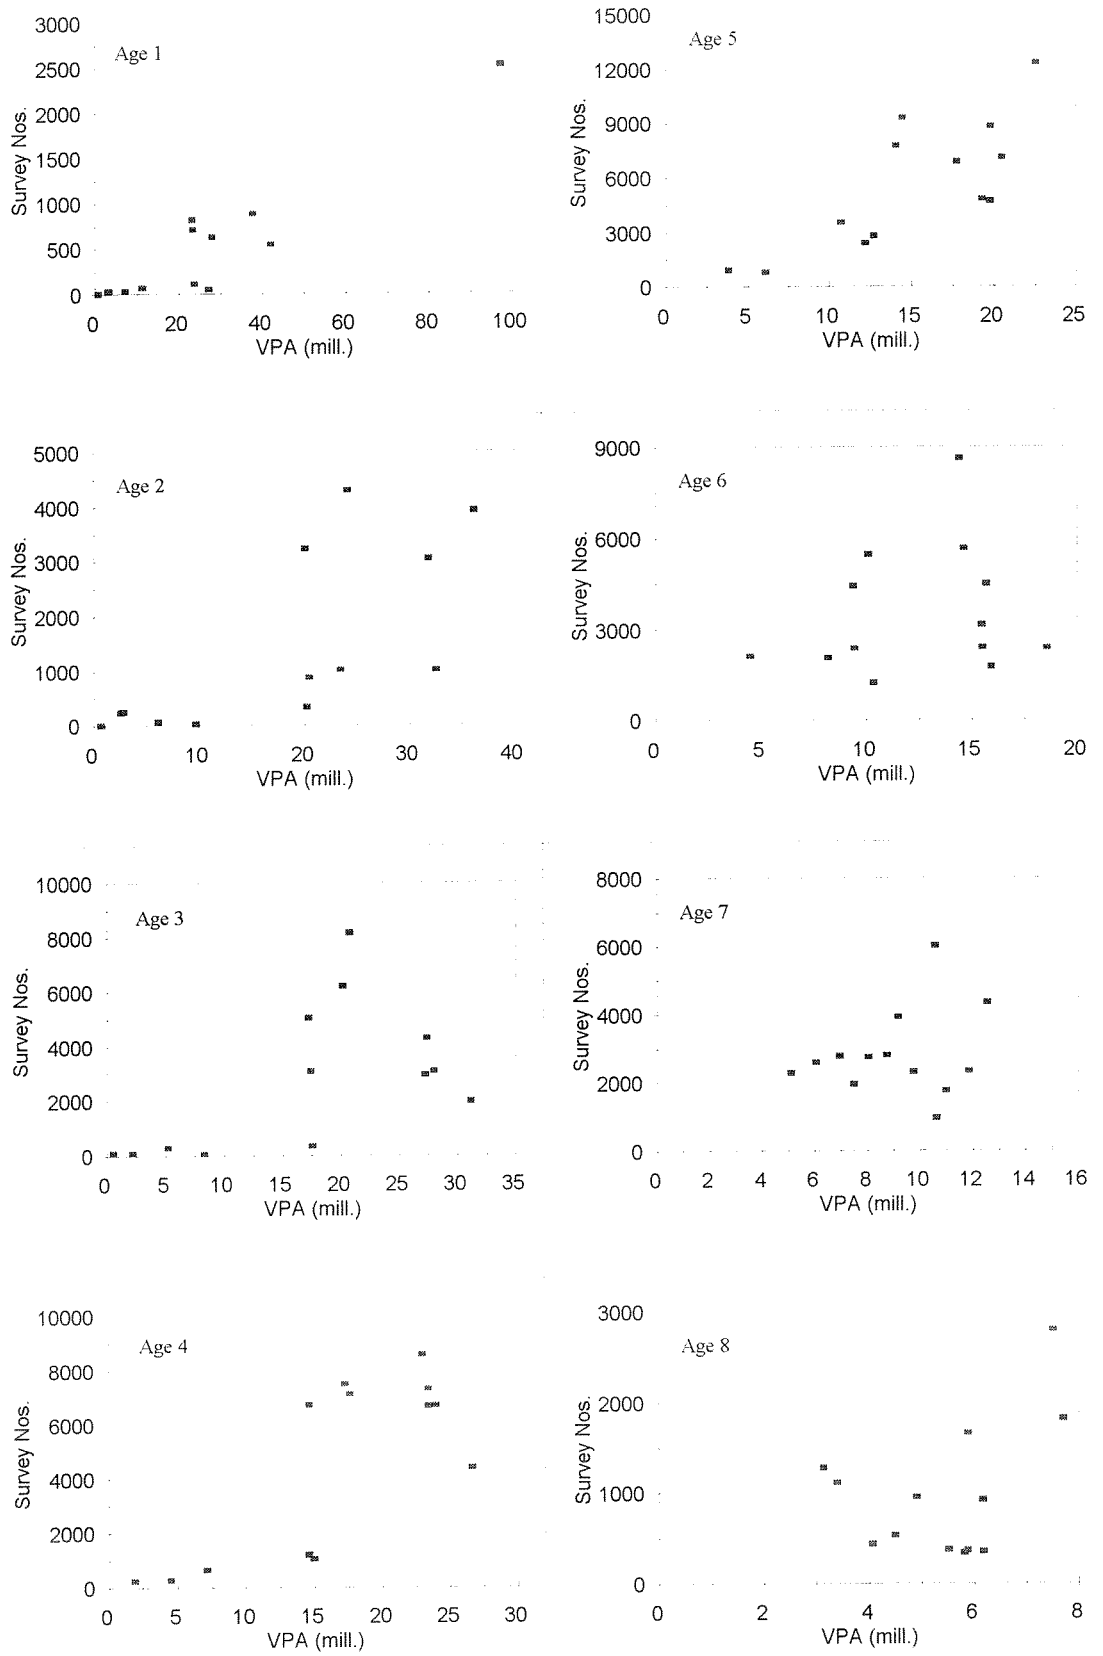 3000
2500
2000
1500
1000
500
0
Age 1
Survey Nos.
0 20 40 60 80 100
VPA (mill.)
5000
4000
3000
2000
1000
0
Age 2
Survey Nos.
0 10 20 30 40
VPA (mill.)
10000
8000
6000
4000
2000
0
Age 3
Survey Nos.
0 5 10 15 20 25 30 35
VPA (mill.)
10000
8000
6000
4000
2000
0
Age 4
Survey Nos.
0 5 10 15 20 25 30
VPA (mill.)
15000
12000
9000
6000
3000
0
Age 5
Survey Nos.
0 5 10 15 20 25
VPA (mill.)
9000
6000
3000
0
Age 6
Survey Nos.
0 5 10 15 20
VPA (mill.)
8000
6000
4000
2000
0
Age 7
Survey Nos.
0 2 4 6 8 10 12 14 16
VPA (mill.)
3000
2000
1000
0
Age 8
Survey Nos.
0 2 4 6 8
VPA (mill.)